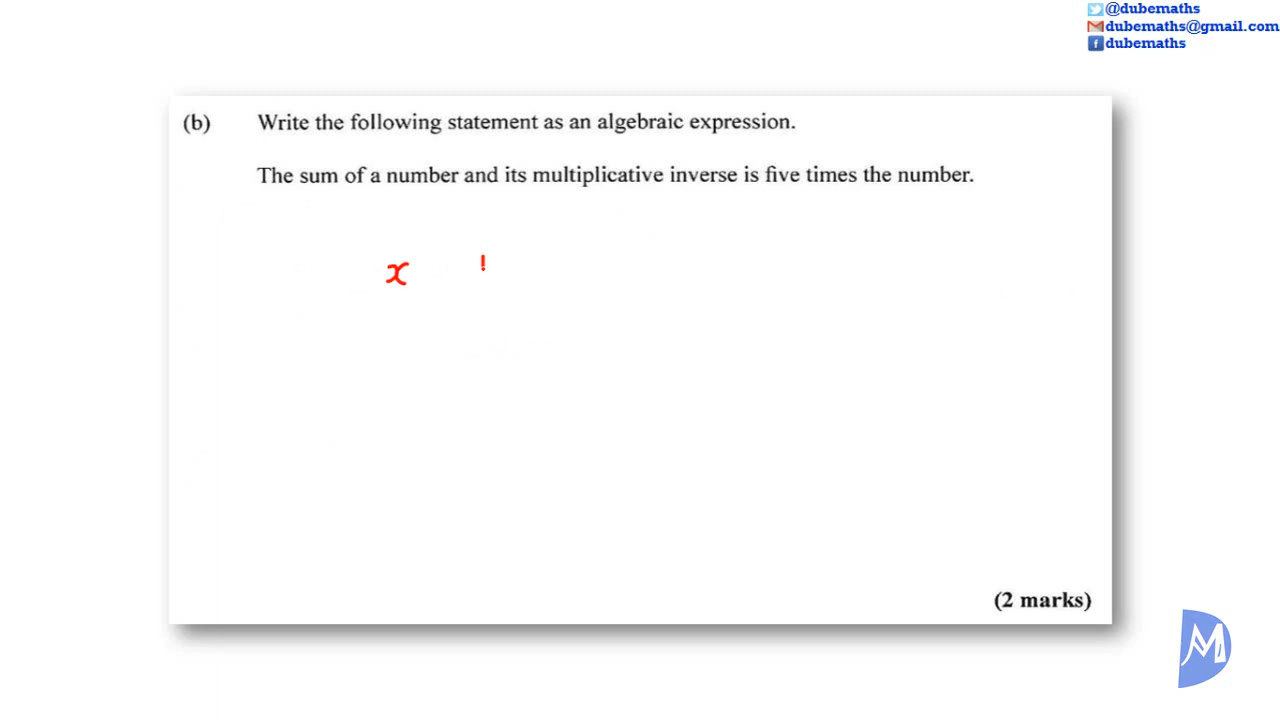 @dubemaths
dubemaths@gmail.com
dubemaths
(b) Write the following statement as an algebraic expression.
The sum of a number and its multiplicative inverse is five times the number.
x
(2 marks)